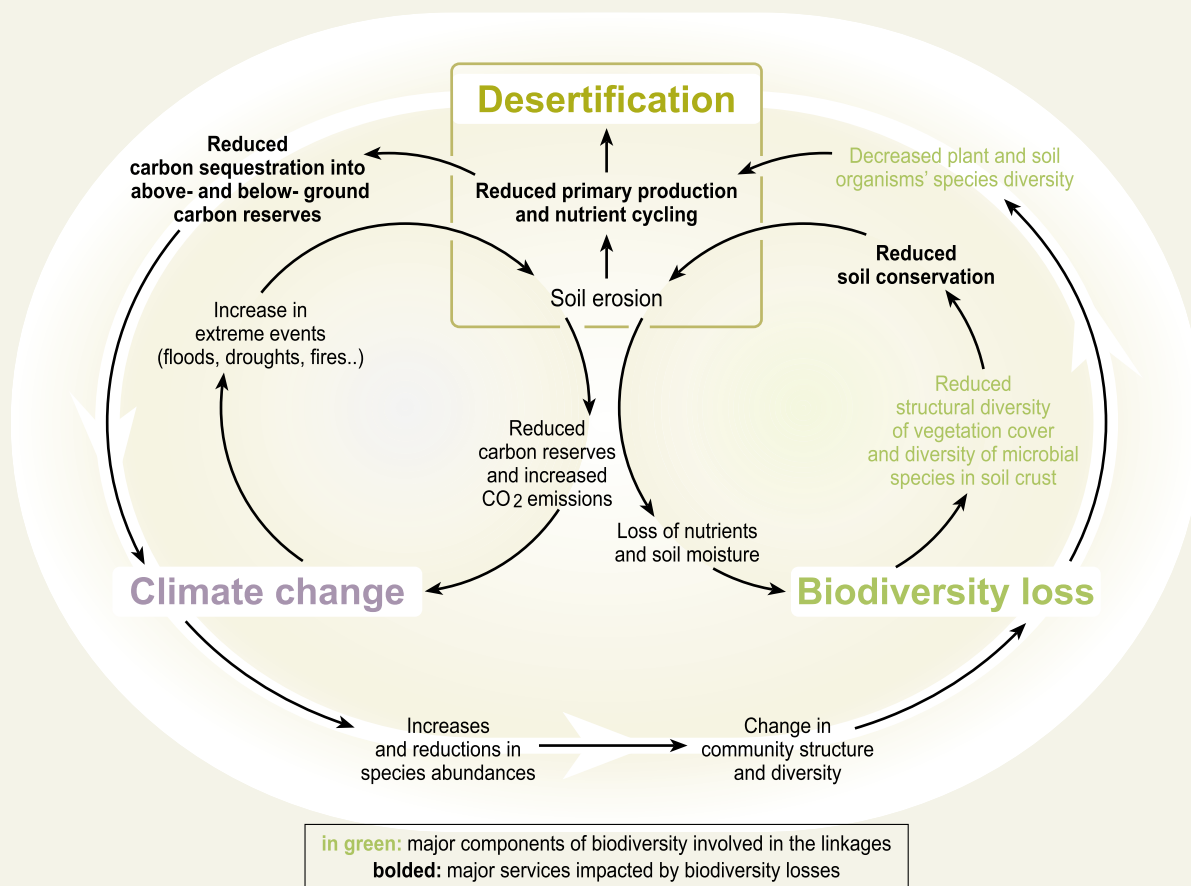 Desertification
Reduced
carbon sequestration into
above- and below- ground
carbon reserves
Reduced primary production
and nutrient cycling
Decreased plant and soil
organisms’ species diversity
Reduced
soil conservation
Soil erosion
Increase in
extreme events
(floods, droughts, fires..)
Reduced
structural diversity
of vegetation cover
and diversity of microbial
species in soil crust
Reduced
carbon reserves
and increased
CO2 emissions
Loss of nutrients
and soil moisture
Climate change
Biodiversity loss
Increases
and reductions in
species abundances
Change in
community structure
and diversity
in green: major components of biodiversity involved in the linkages
bolded: major services impacted by biodiversity losses